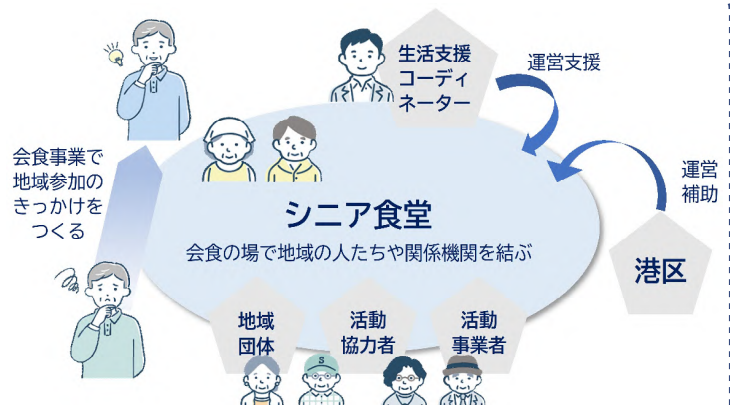 生活支援
コーディ
ネーター
運営支援
会食事業で
地域参加の
きっかけを
つくる
運営
補助
シニア食堂
会食の場で地域の人たちや関係機関を結ぶ
港区
地域
団体
活動
協力者
活動
事業者
S